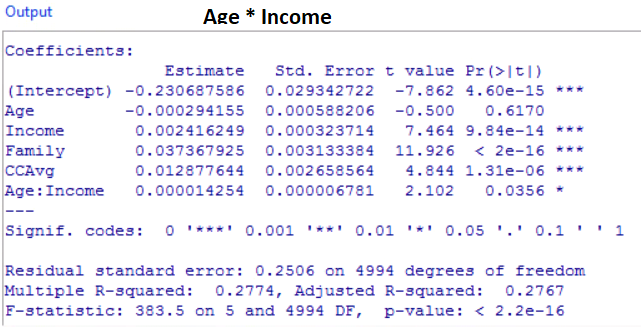 Output
Age * Income
Coefficients:
Estimate Std. Error t value Pr(>|t|)
(Intercept) -0.230687586 0.029342722 -7.862 4.60e-15 ***
Age -0.000294155 0.000588206 -0.500 0.6170
Income 0.002416249 0.000323714 7.464 9.84e-14 ***
Family 0.037367925 0.003133384 11.926 < 2e-16 ***
CCAvg 0.012877644 0.002658564 4.844 1.31e-06 ***
Age:Income 0.000014254 0.000006781 2.102 0.0356 *
---
Signif. codes: 0 '***' 0.001 '**' 0.01 '*' 0.05 '.' 0.1 ' ' 1
Residual standard error: 0.2506 on 4994 degrees of freedom
Multiple R-squared: 0.2774, Adjusted R-squared: 0.2767
F-statistic: 383.5 on 5 and 4994 DF, p-value: < 2.2e-16